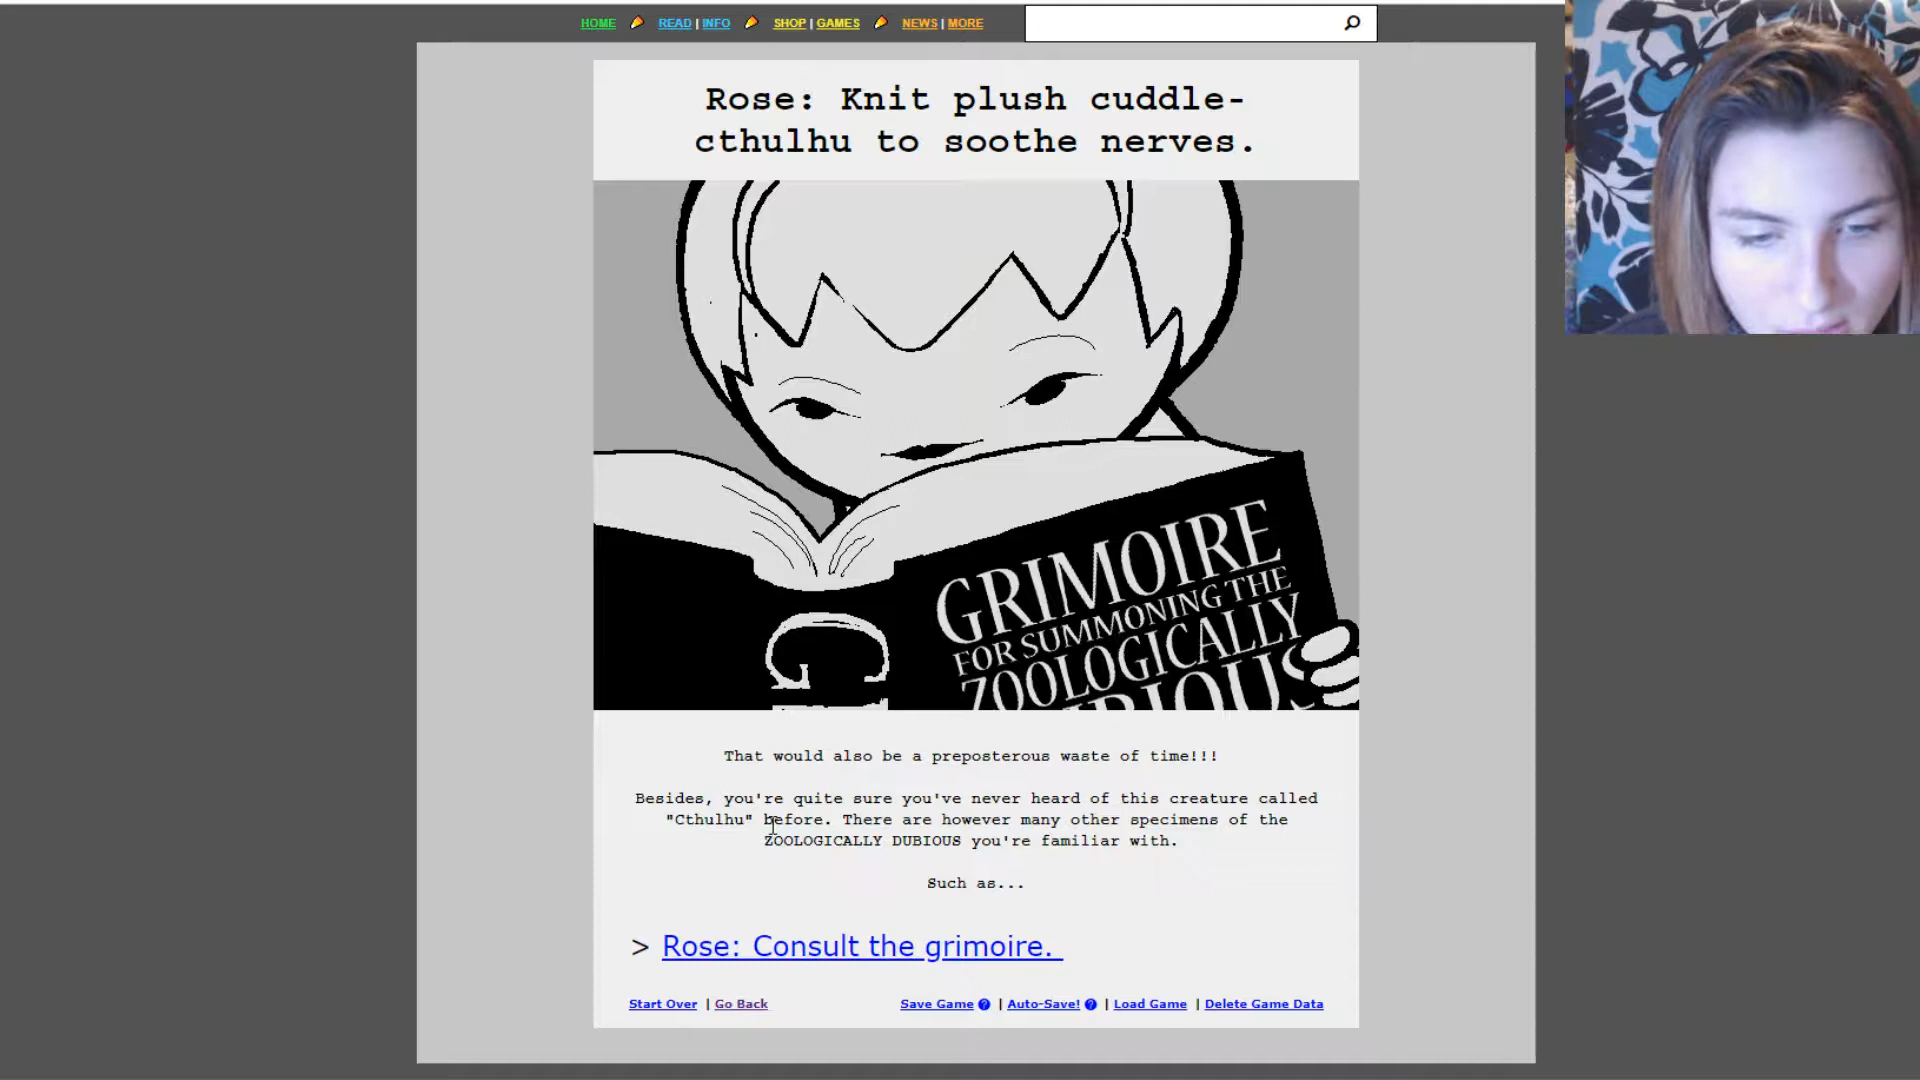 HOME READ | INFO SHOP | GAMES NEWS | MORE
Rose: Knit plush cuddle-
cthulhu to soothe nerves.
GRIMOIRE
FOR SUMMONING THE
ZOOLOGICALLY
G
That would also be a preposterous waste of time!!!
Besides, you're quite sure you've never heard of this creature called
"Cthulhu" before. There are however many other specimens of the
ZOOLOGICALLY DUBIOUS you're familiar with.
Such as...
> Rose: Consult the grimoire.
Start Over | Go Back Save Game ? | Auto-Save! ? | Load Game | Delete Game Data